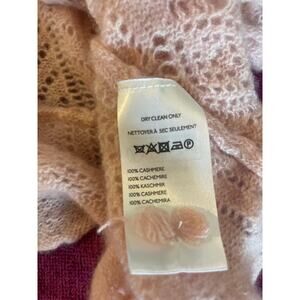 DRY CLEAN ONLY
NETTOYER À SEC SEULEMENT
100% CASHMERE
100% CACHEMIRE
100% KASCHMIR
100% CASHMERE
100% CACHEMIRA